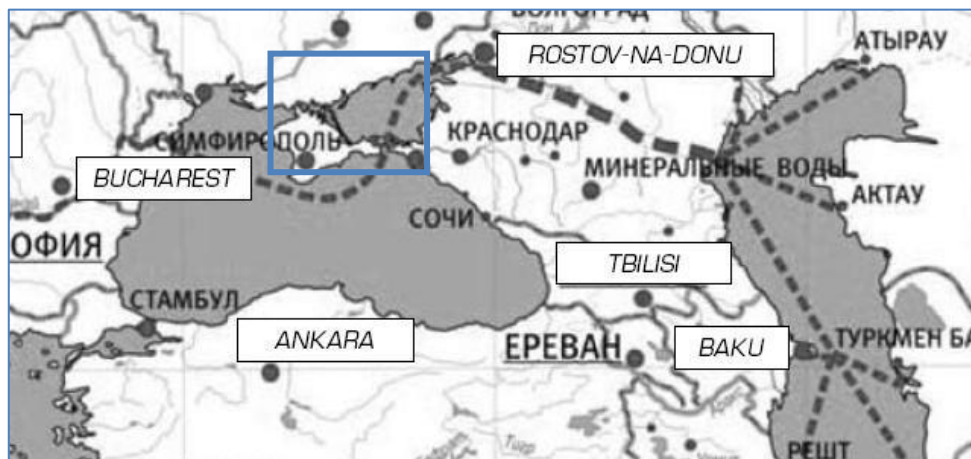 ВОЛГОГРАД
ROSTOV-NA-DONU
АТЫРАУ
СИМФИРОПОЛЬ
КРАСНОДАР
МИНЕРАЛЬНЫЕ ВОДЫ
BUCHAREST
АКТАУ
СОЧИ
ОФИЯ
TBILISI
СТАМБУЛ
ANKARA
ЕРЕВАН
BAKU
ТУРКМЕН БА
РЕШТ